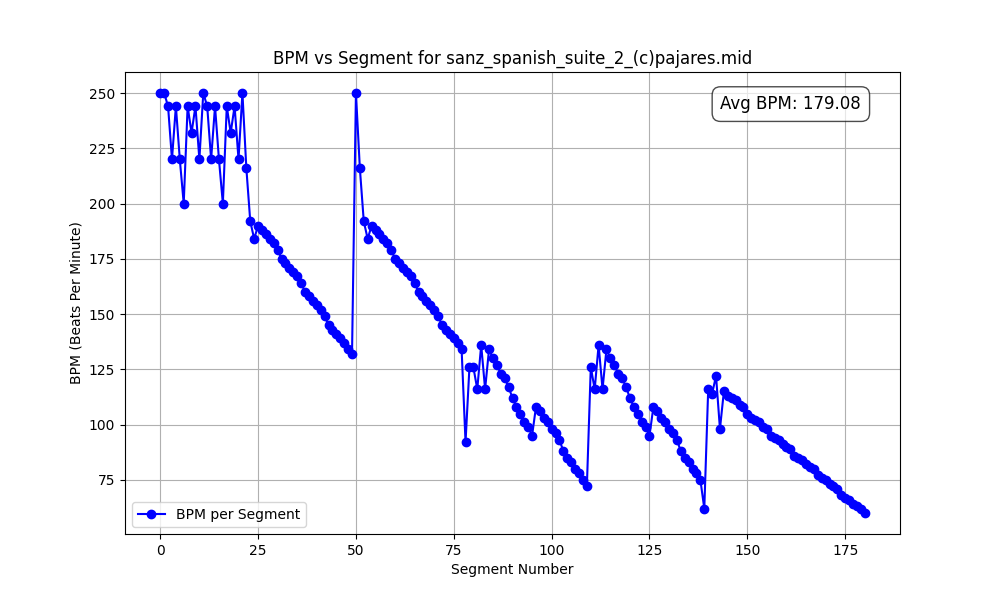 BPM vs Segment for sanz_spanish_suite_2_(c)pajares.mid
Avg BPM: 179.08
BPM (Beats Per Minute)
250
225
200
175
150
125
100
75
BPM per Segment
0 25 50 75 100 125 150 175
Segment Number